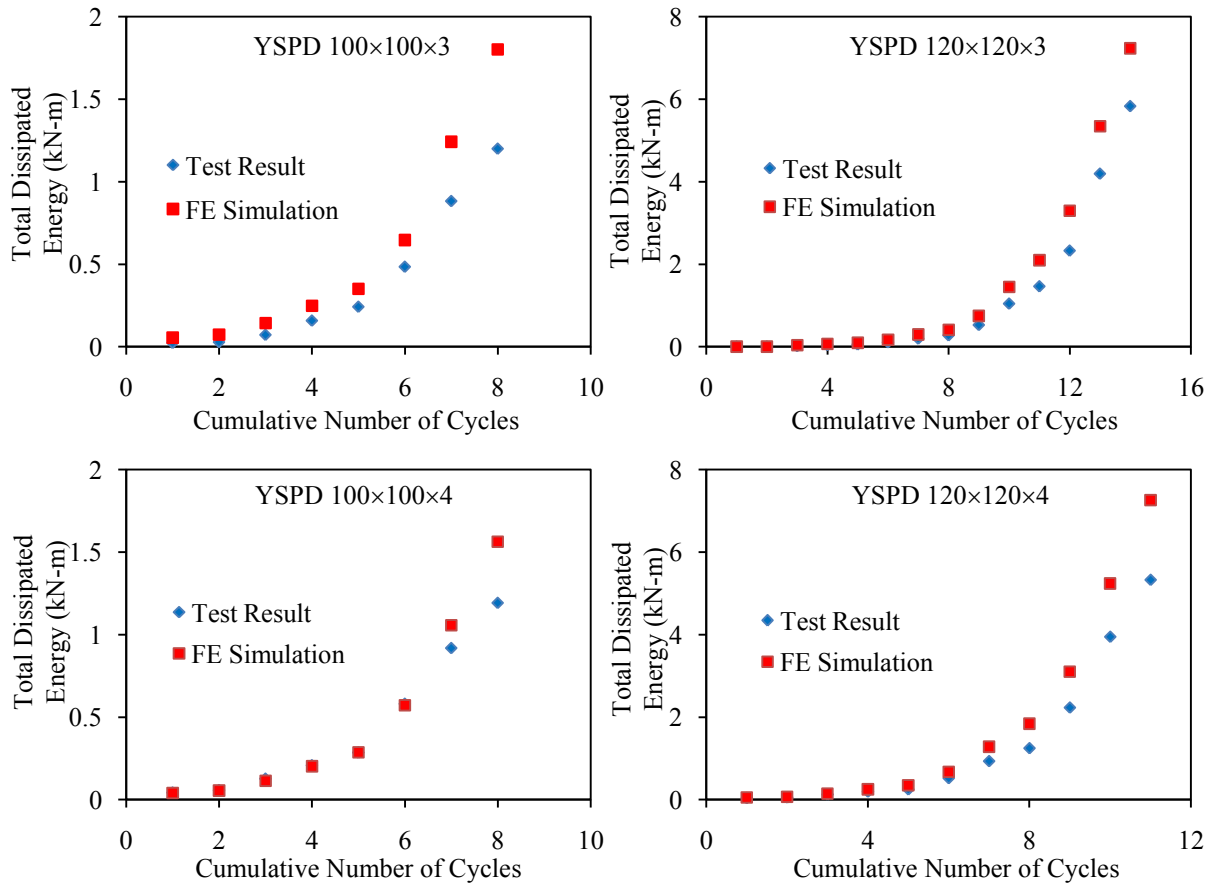 YSPD 100×100×3
Total Dissipated
Energy (kN-m)
2
1.5
1
0.5
0
Test Result
FE Simulation
0 2 4 6 8 10
Cumulative Number of Cycles
YSPD 120×120×3
Total Dissipated
Energy (kN-m)
8
6
4
2
0
Test Result
FE Simulation
0 4 8 12 16
Cumulative Number of Cycles
YSPD 100×100×4
Total Dissipated
Energy (kN-m)
2
1.5
1
0.5
0
Test Result
FE Simulation
0 2 4 6 8 10
Cumulative Number of Cycles
YSPD 120×120×4
Total Dissipated
Energy (kN-m)
8
6
4
2
0
Test Result
FE Simulation
0 4 8 12
Cumulative Number of Cycles